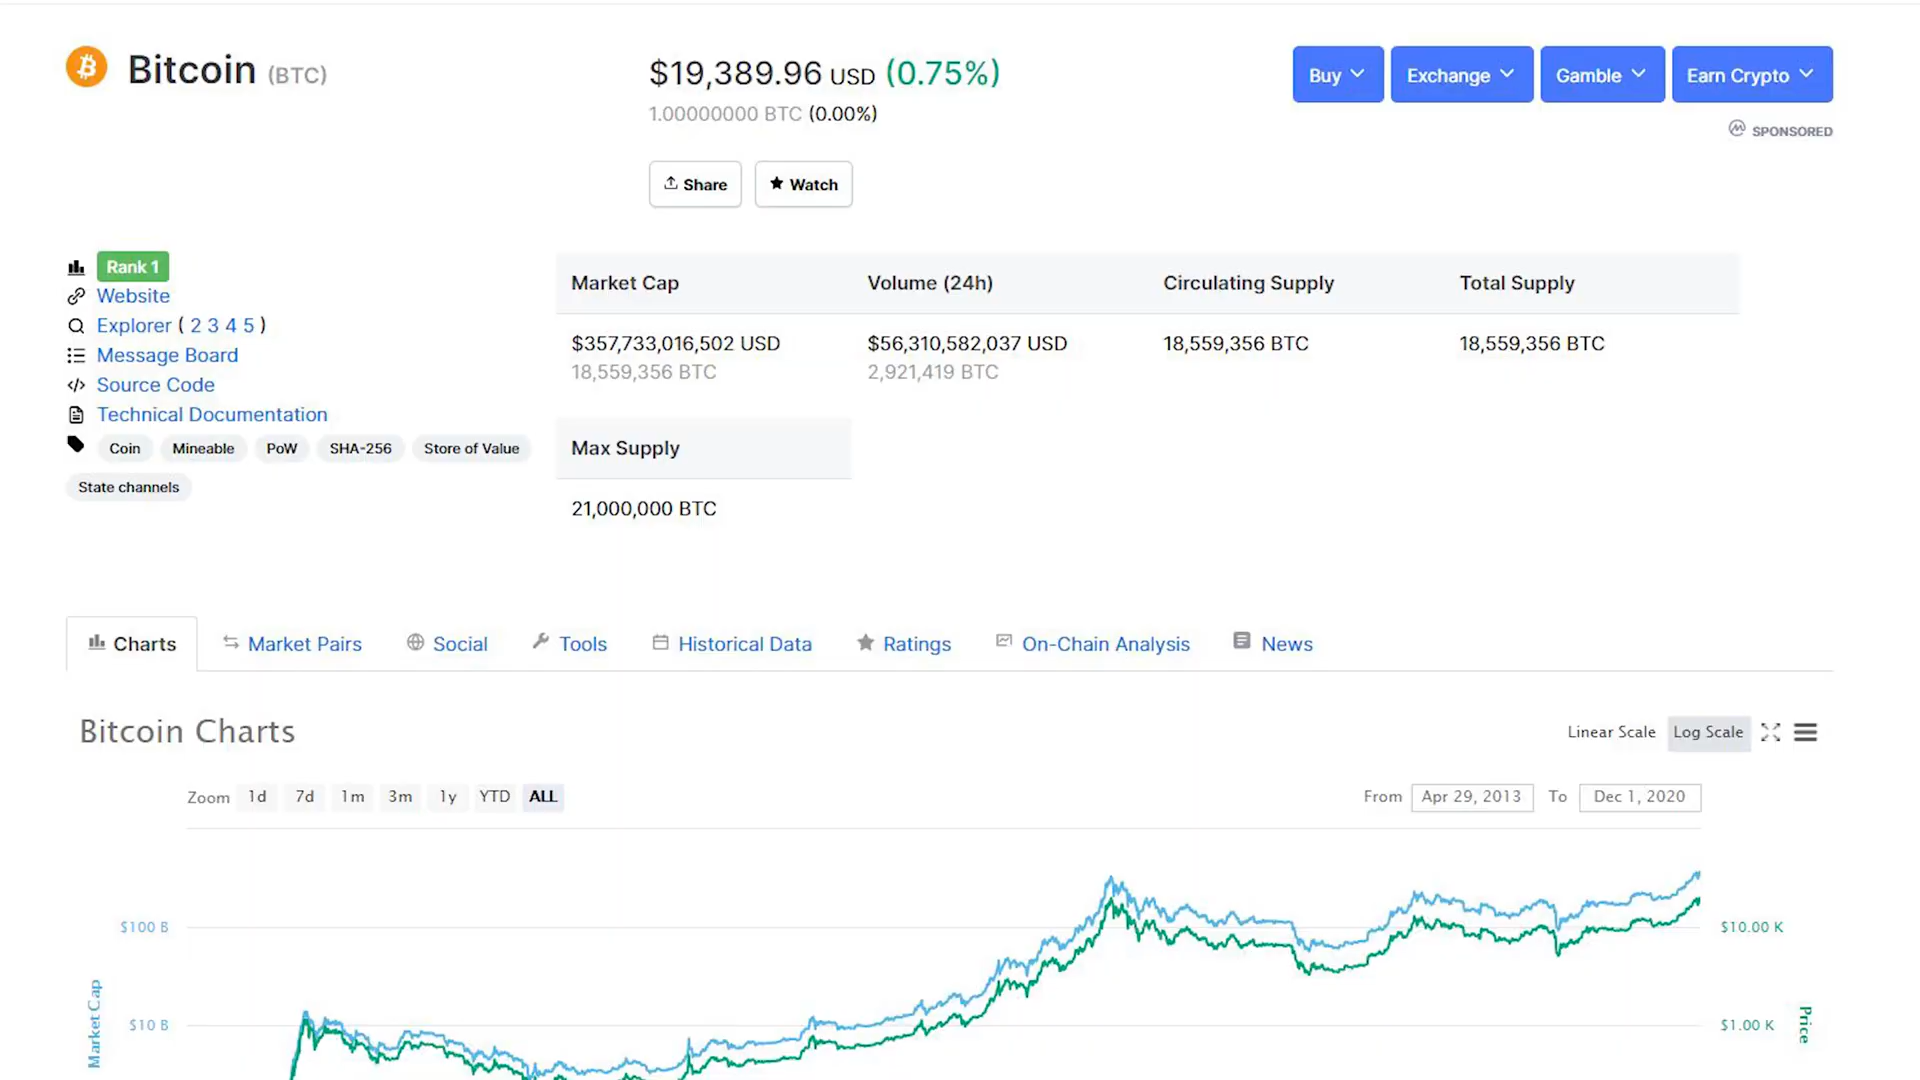 Bitcoin (BTC)
$19,389.96 USD (0.75%)
1.00000000 BTC (0.00%)
Buy
Exchange
Gamble
Earn Crypto
SPONSORED
Share
Watch
Rank 1
Website
Explorer ( 2 3 4 5 )
Message Board
Source Code
Technical Documentation
Coin Mineable PoW SHA-256 Store of Value
State channels
Market Cap Volume (24h) Circulating Supply Total Supply
$357,733,016,502 USD $56,310,582,037 USD 18,559,356 BTC 18,559,356 BTC
18,559,356 BTC 2,921,419 BTC
Max Supply
21,000,000 BTC
Charts Market Pairs Social Tools Historical Data Ratings On-Chain Analysis News
Bitcoin Charts
Linear Scale Log Scale
Zoom 1d 7d 1m 3m 1y YTD ALL
From Apr 29, 2013 To Dec 1, 2020
$100 B $10.00 K
$10 B $1.00 K
Market Cap
Price